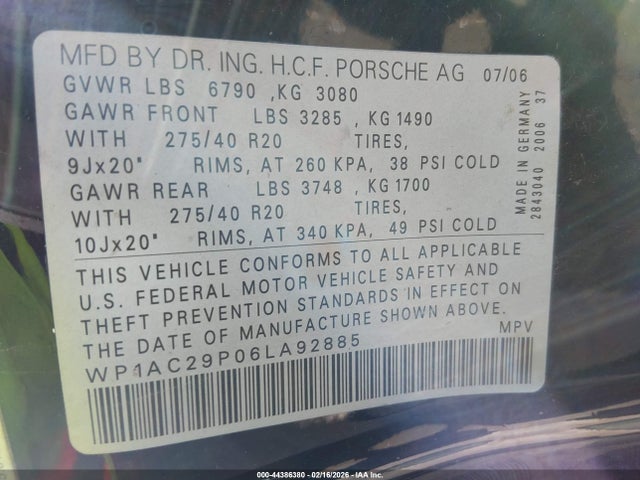 MFD BY DR. ING. H.C.F. PORSCHE AG 07/06
GVWR LBS 6790 ,KG 3080
GAWR FRONT LBS 3285 , KG 1490
WITH 275/40 R20 TIRES,
9Jx20" RIMS, AT 260 KPA, 38 PSI COLD
GAWR REAR LBS 3748 , KG 1700
WITH 275/40 R20 TIRES,
10Jx20" RIMS, AT 340 KPA, 49 PSI COLD
THIS VEHICLE CONFORMS TO ALL APPLICABLE
U.S. FEDERAL MOTOR VEHICLE SAFETY AND
THEFT PREVENTION STANDARDS IN EFFECT ON
THE DATE OF MANUFACTURE SHOWN ABOVE.
MPV
WP1AC29P06LA92885
MADE IN GERMANY
2843040 2006 37
000-44386380 - 02/16/2026 - IAAI.COM